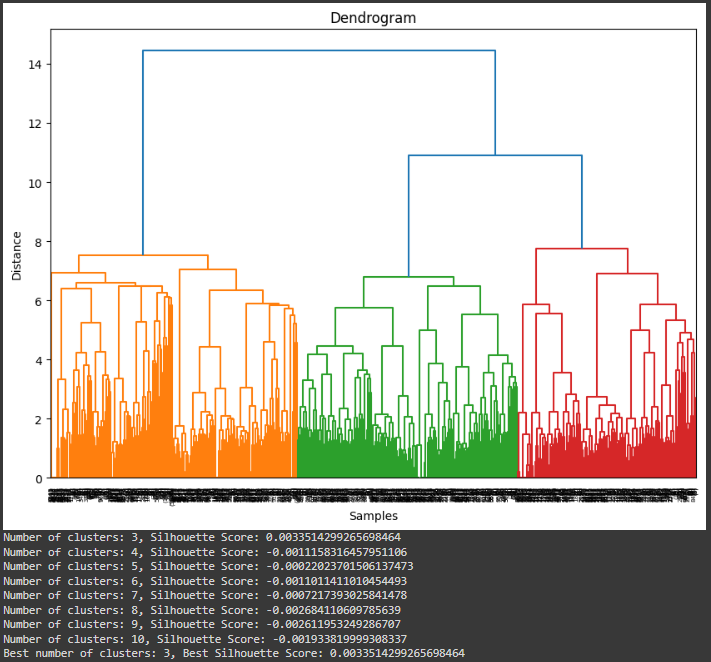 Dendrogram
14
12
10
8
6
4
2
0
Distance
Samples
Number of clusters: 3, Silhouette Score: 0.0033514299265698464
Number of clusters: 4, Silhouette Score: -0.0011158316457951106
Number of clusters: 5, Silhouette Score: -0.00022023701506137473
Number of clusters: 6, Silhouette Score: -0.0011011411010454493
Number of clusters: 7, Silhouette Score: -0.0007217393025841478
Number of clusters: 8, Silhouette Score: -0.002684110609785639
Number of clusters: 9, Silhouette Score: -0.002611953249286707
Number of clusters: 10, Silhouette Score: -0.001933819999308337
Best number of clusters: 3, Best Silhouette Score: 0.0033514299265698464